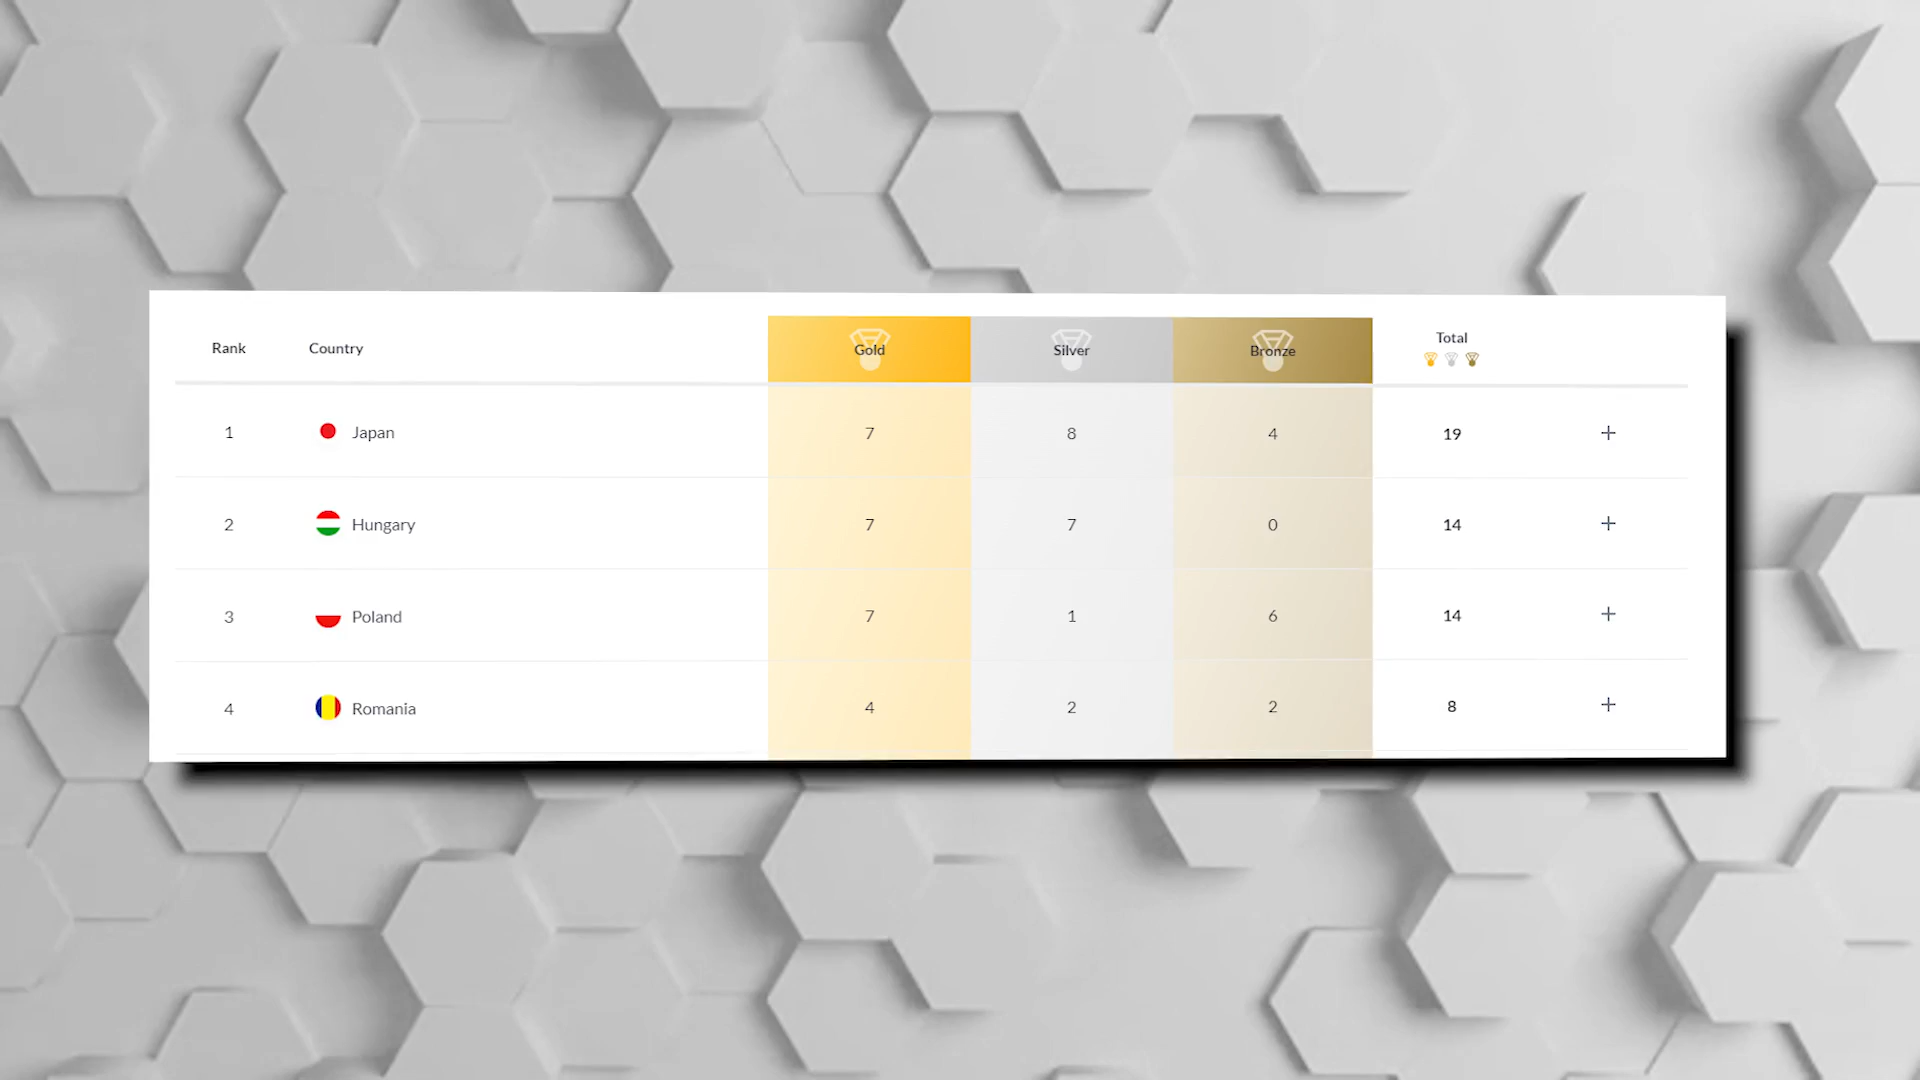 Rank Country Gold Silver Bronze Total
1 Japan 7 8 4 19 +
2 Hungary 7 7 0 14 +
3 Poland 7 1 6 14 +
4 Romania 4 2 2 8 +